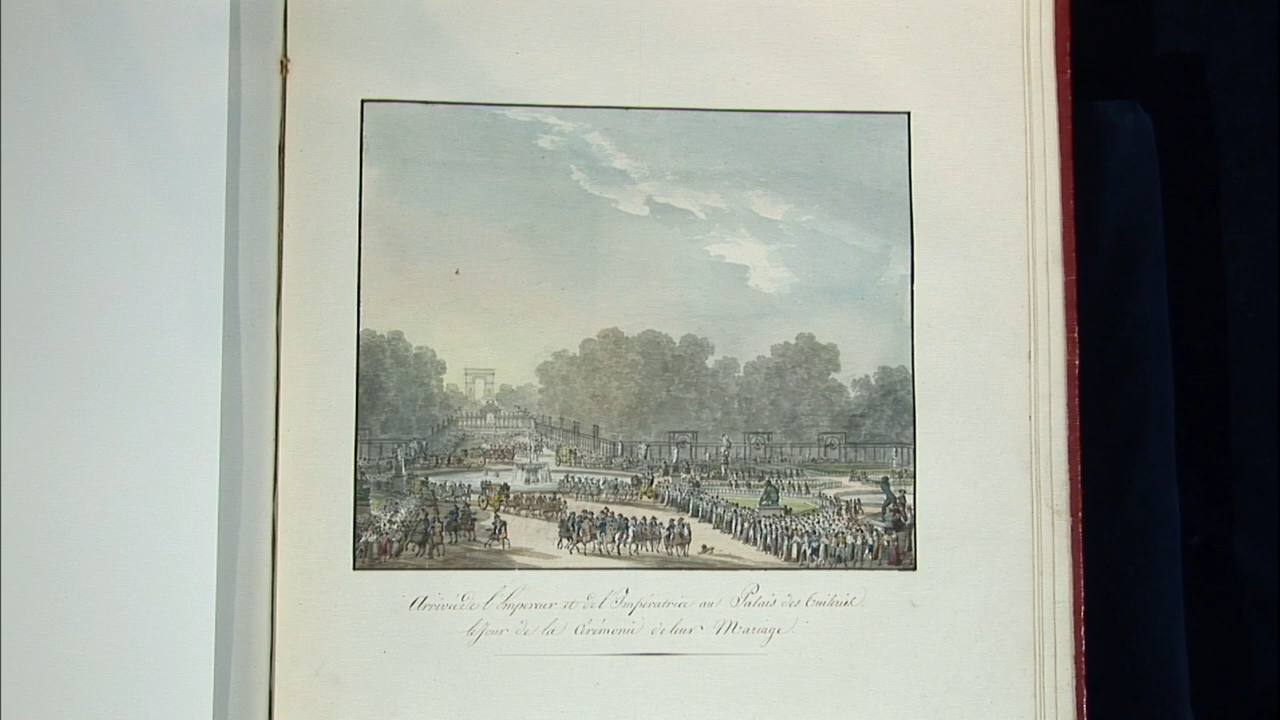 Arrivée de l'Empereur et de l'Impératrice au Palais des Tuileries
le Jour de la Cérémonie de leur Mariage.